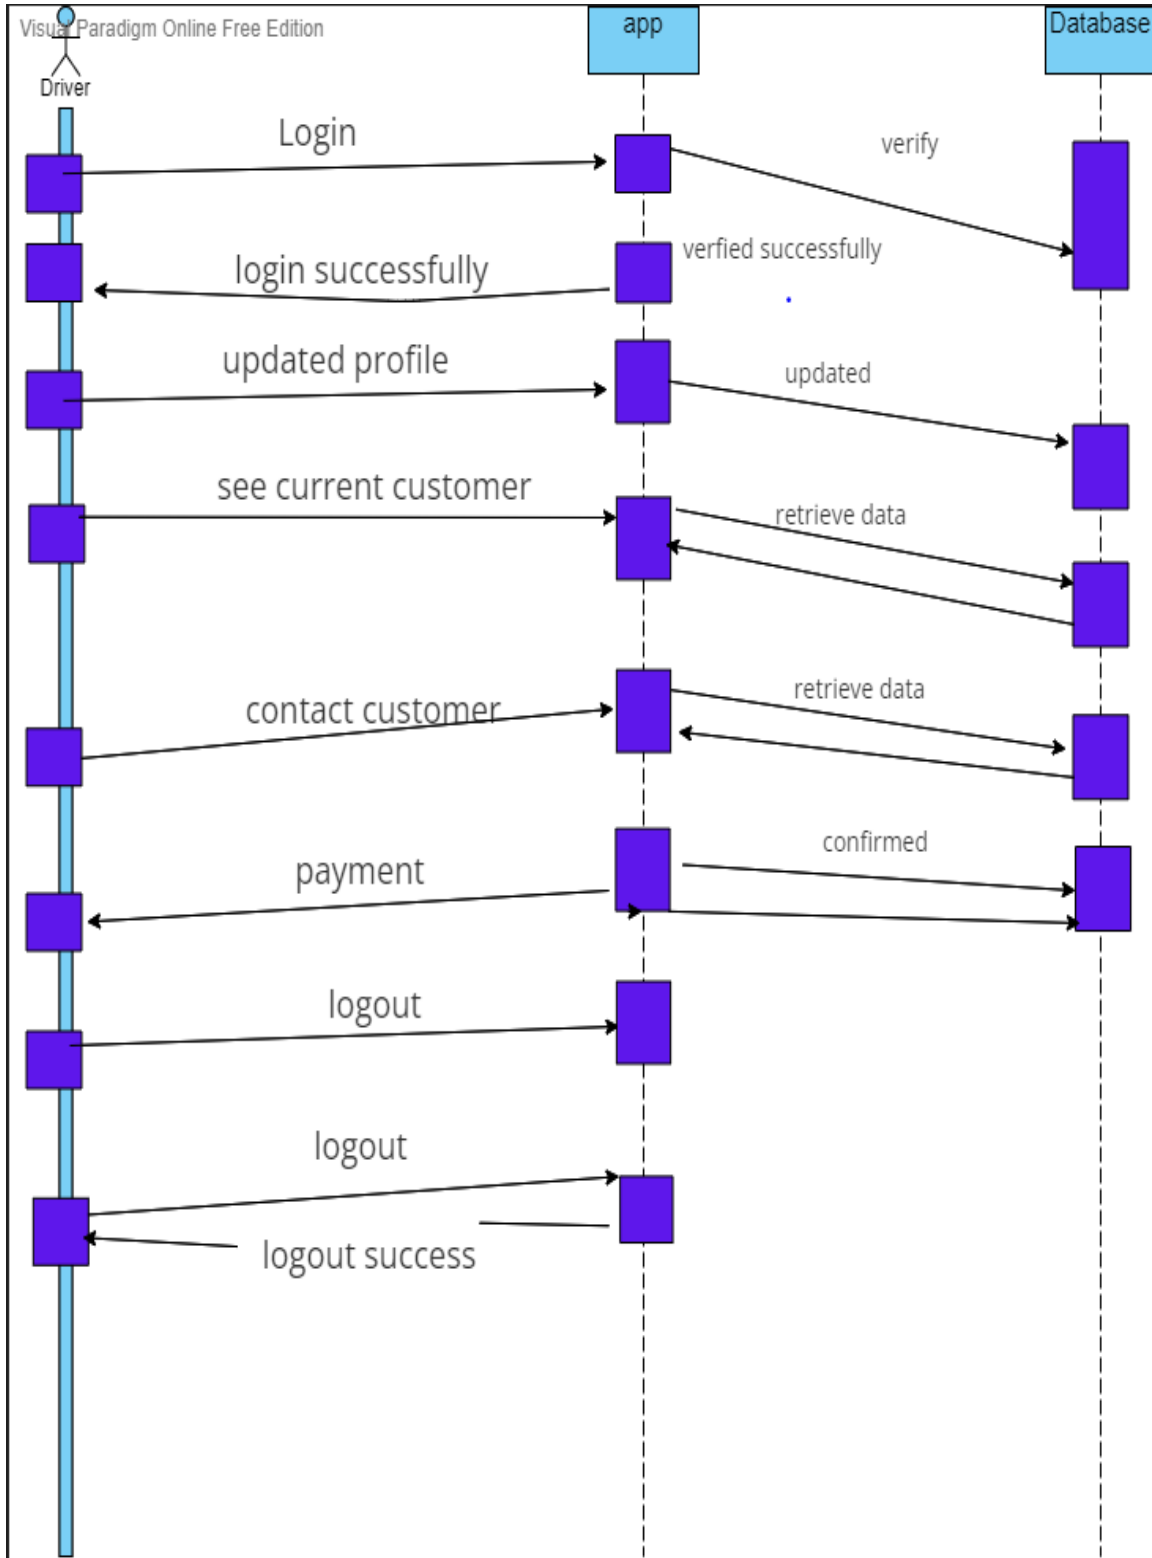 Visual Paradigm Online Free Edition
app
Database
Driver
Login
verify
verfied successfully
login successfully
updated profile
updated
see current customer
retrieve data
retrieve data
contact customer
confirmed
payment
logout
logout
logout success